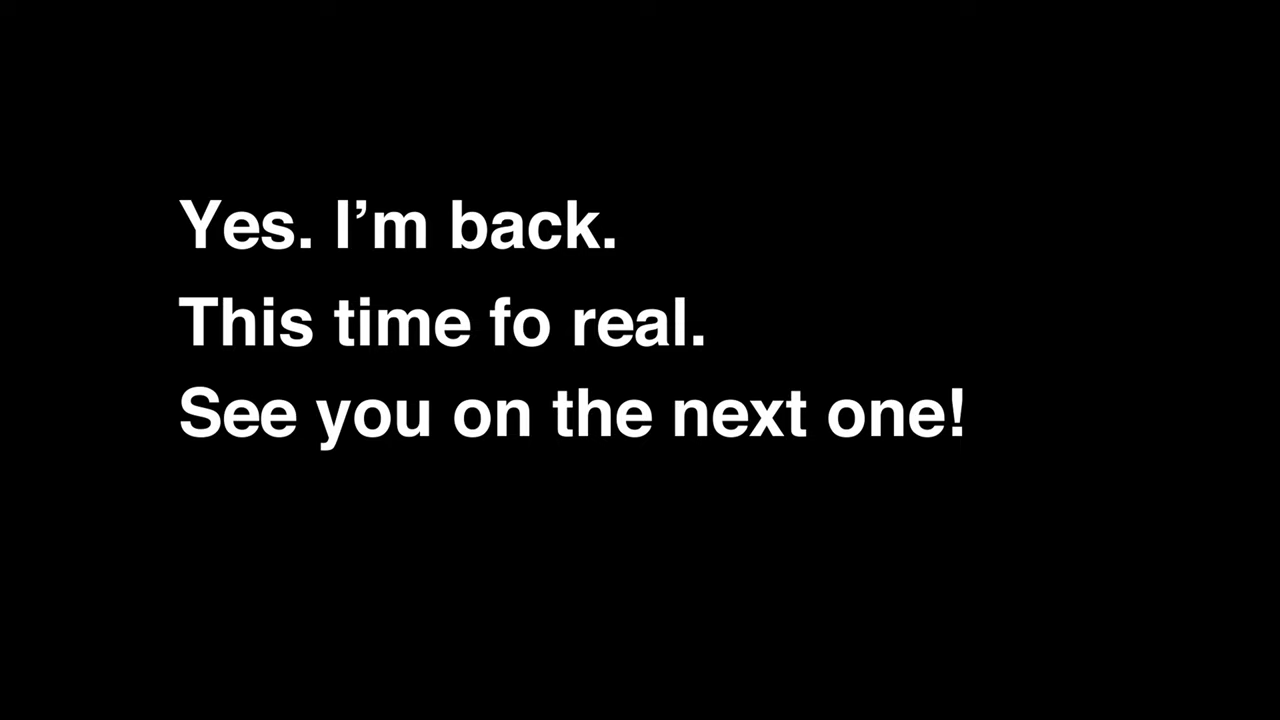 Yes. I’m back.
This time fo real.
See you on the next one!